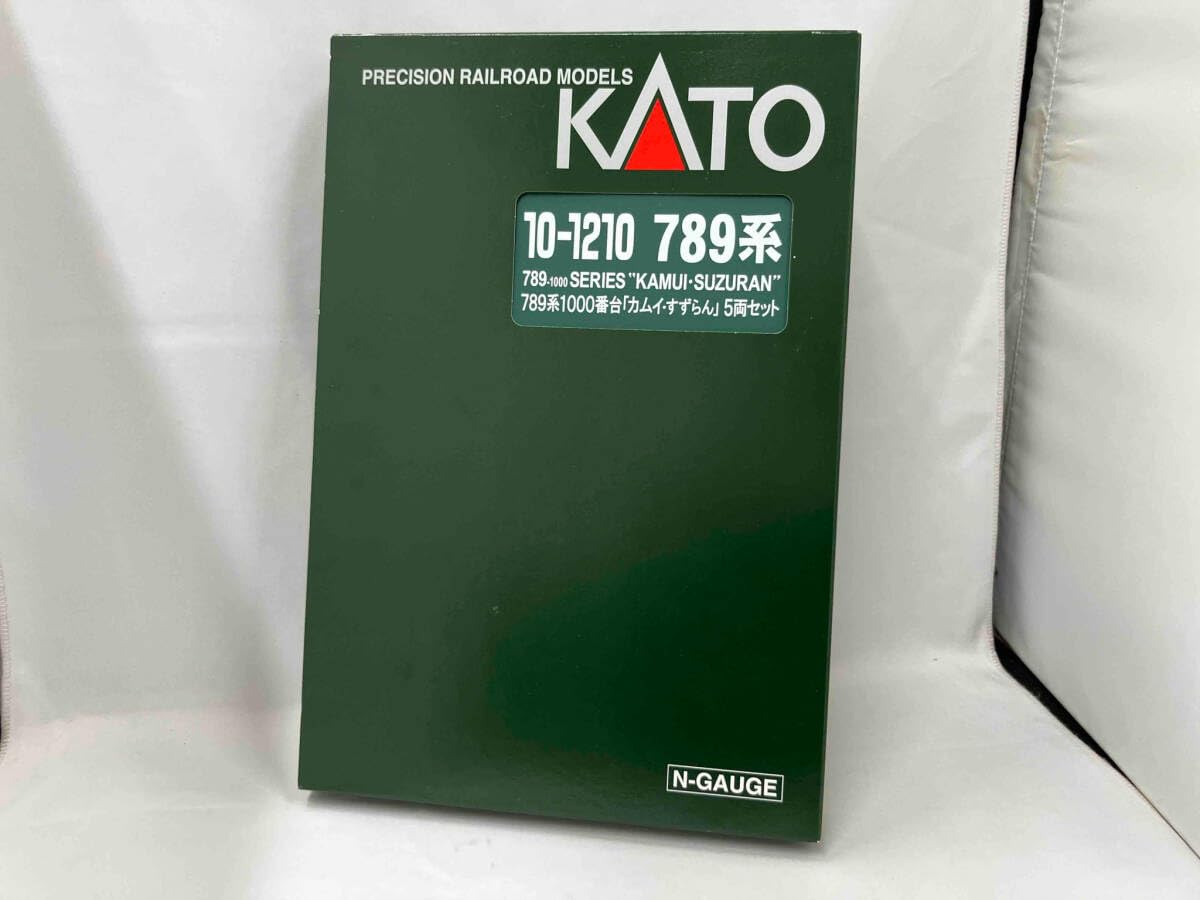 PRECISION RAILROAD MODELS
KATO
10-1210 789系
789-1000 SERIES "KAMUI・SUZURAN"
789系1000番台「カムイ・すずらん」5両セット
N-GAUGE